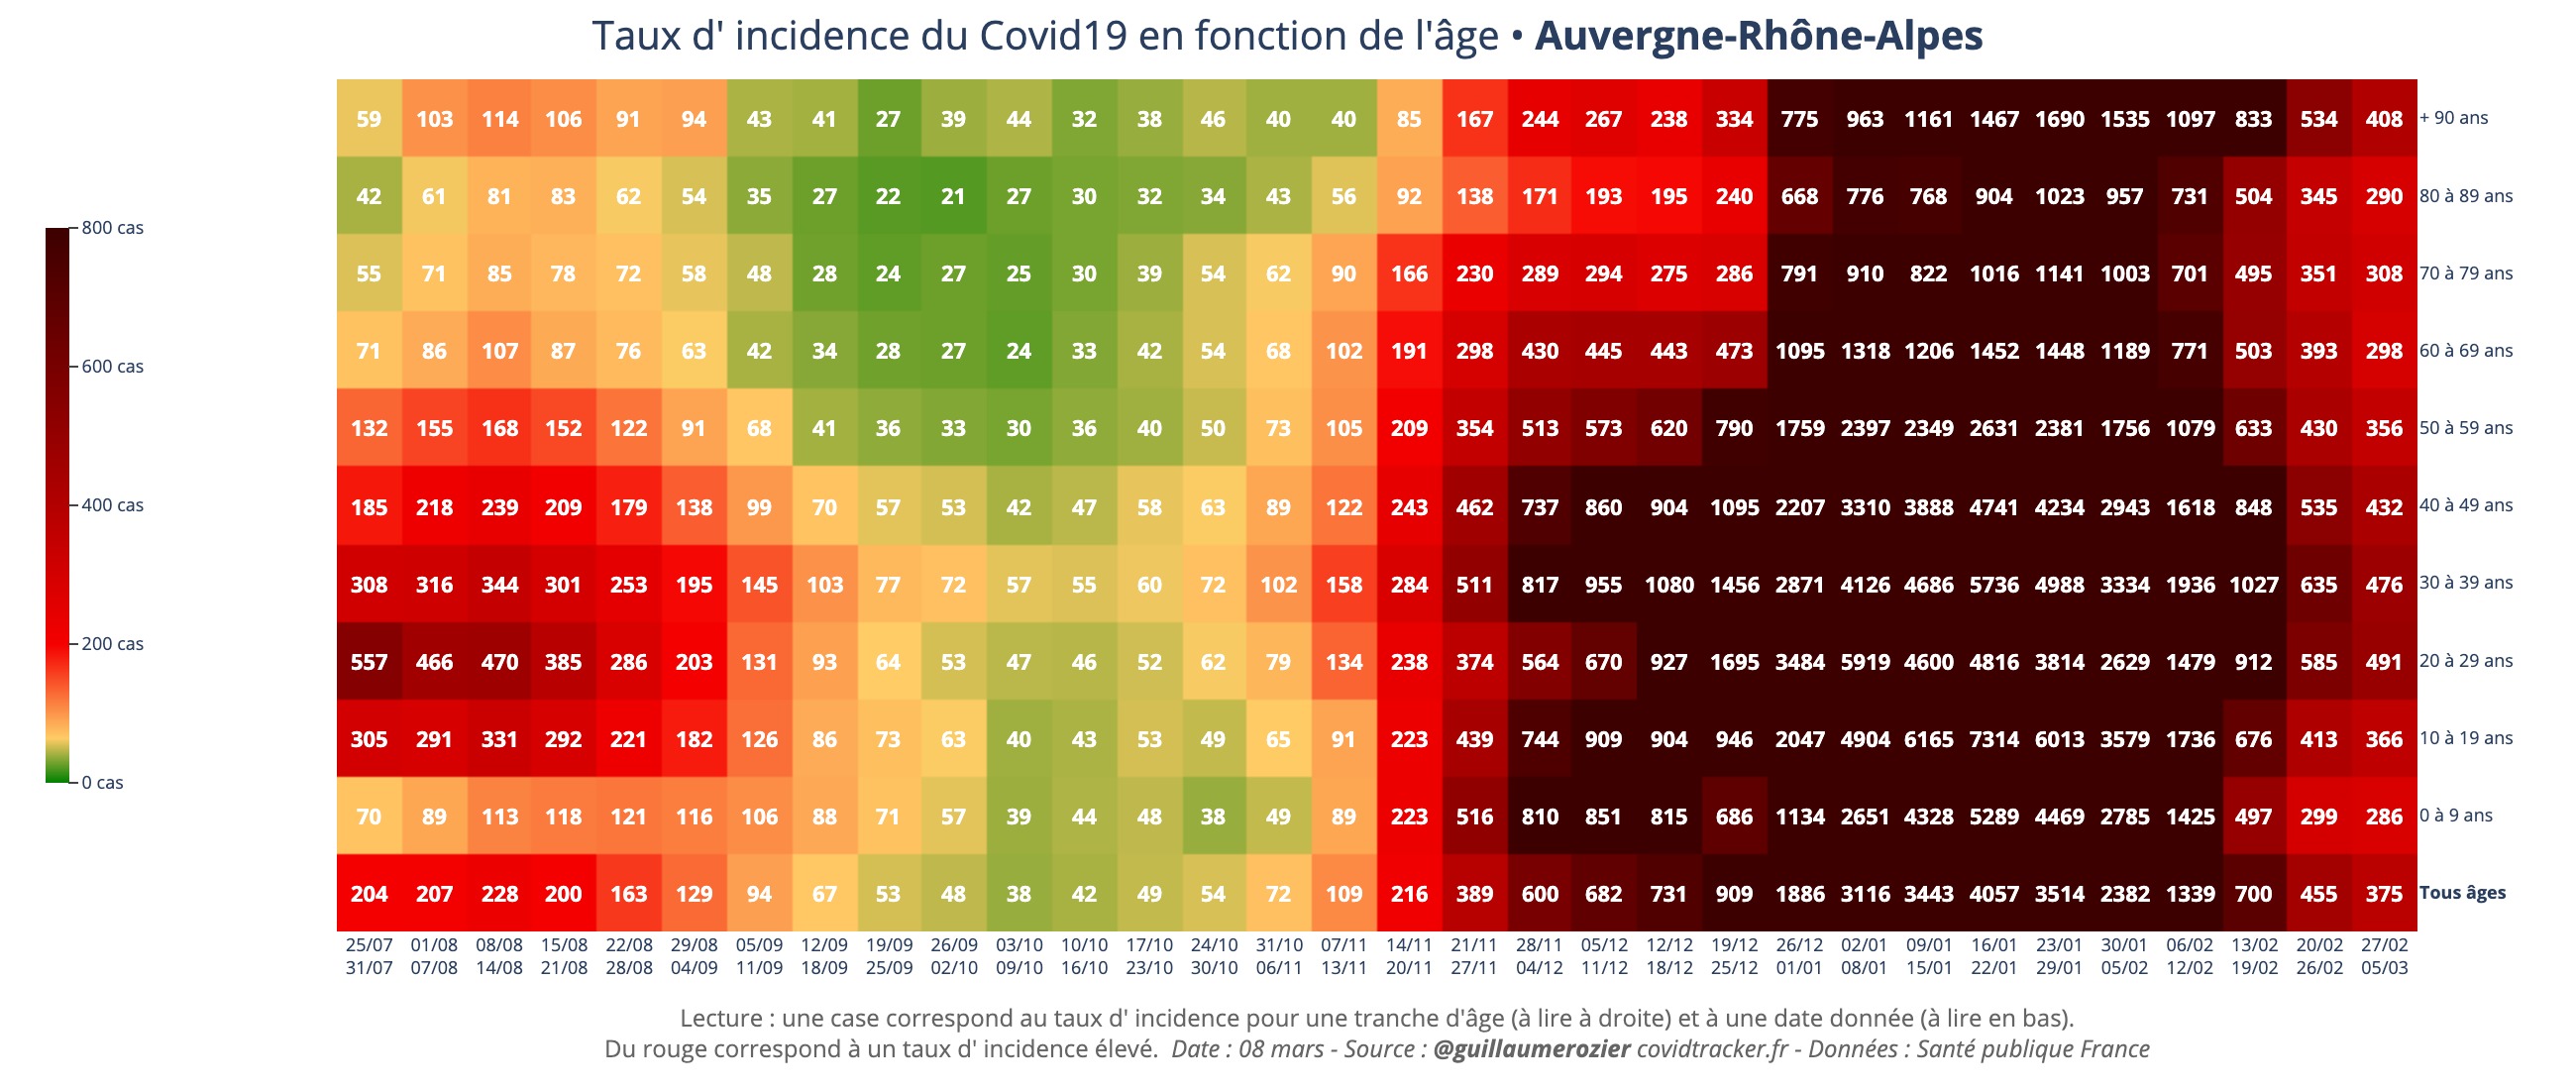 Taux d' incidence du Covid19 en fonction de l'âge • Auvergne-Rhône-Alpes
800 cas
600 cas
400 cas
200 cas
0 cas
59 103 114 106 91 94 43 41 27 39 44 32 38 46 40 40 85 167 244 267 238 334 775 963 1161 1467 1690 1535 1097 833 534 408 + 90 ans
42 61 81 83 62 54 35 27 22 21 27 30 32 34 43 56 92 138 171 193 195 240 668 776 768 904 1023 957 731 504 345 290 80 à 89 ans
55 71 85 78 72 58 48 28 24 27 25 30 39 54 62 90 166 230 289 294 275 286 791 910 822 1016 1141 1003 701 495 351 308 70 à 79 ans
71 86 107 87 76 63 42 34 28 27 24 33 42 54 68 102 191 298 430 445 443 473 1095 1318 1206 1452 1448 1189 771 503 393 298 60 à 69 ans
132 155 168 152 122 91 68 41 36 33 30 36 40 50 73 105 209 354 513 573 620 790 1759 2397 2349 2631 2381 1756 1079 633 430 356 50 à 59 ans
185 218 239 209 179 138 99 70 57 53 42 47 58 63 89 122 243 462 737 860 904 1095 2207 3310 3888 4741 4234 2943 1618 848 535 432 40 à 49 ans
308 316 344 301 253 195 145 103 77 72 57 55 60 72 102 158 284 511 817 955 1080 1456 2871 4126 4686 5736 4988 3334 1936 1027 635 476 30 à 39 ans
557 466 470 385 286 203 131 93 64 53 47 46 52 62 79 134 238 374 564 670 927 1695 3484 5919 4600 4816 3814 2629 1479 912 585 491 20 à 29 ans
305 291 331 292 221 182 126 86 73 63 40 43 53 49 65 91 223 439 744 909 904 946 2047 4904 6165 7314 6013 3579 1736 676 413 366 10 à 19 ans
70 89 113 118 121 116 106 88 71 57 39 44 48 38 49 89 223 516 810 851 815 686 1134 2651 4328 5289 4469 2785 1425 497 299 286 0 à 9 ans
204 207 228 200 163 129 94 67 53 48 38 42 49 54 72 109 216 389 600 682 731 909 1886 3116 3443 4057 3514 2382 1339 700 455 375 Tous âges
25/07 01/08 08/08 15/08 22/08 29/08 05/09 12/09 19/09 26/09 03/10 10/10 17/10 24/10 31/10 07/11 14/11 21/11 28/11 05/12 12/12 19/12 26/12 02/01 09/01 16/01 23/01 30/01 06/02 13/02 20/02 27/02
31/07 07/08 14/08 21/08 28/08 04/09 11/09 18/09 25/09 02/10 09/10 16/10 23/10 30/10 06/11 13/11 20/11 27/11 04/12 11/12 18/12 25/12 01/01 08/01 15/01 22/01 29/01 05/02 12/02 19/02 26/02 05/03
Lecture : une case correspond au taux d' incidence pour une tranche d'âge (à lire à droite) et à une date donnée (à lire en bas).
Du rouge correspond à un taux d' incidence élevé. Date : 08 mars - Source : @guillaumerozier covidtracker.fr - Données : Santé publique France